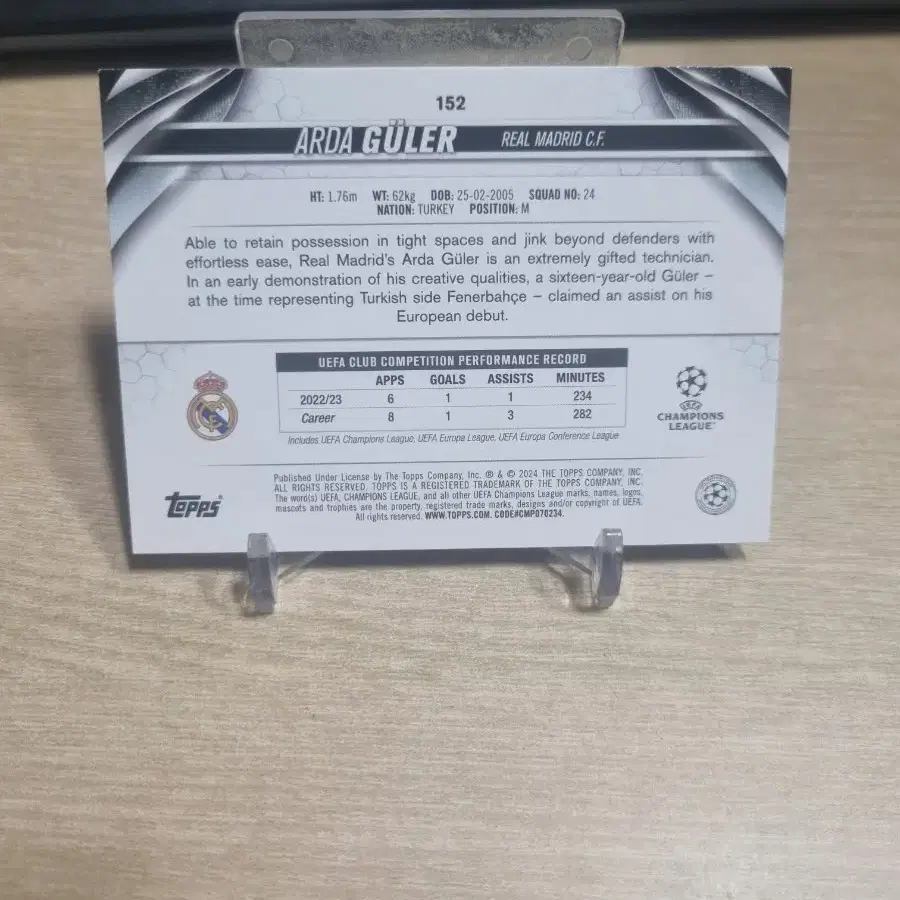 152
ARDA GÜLER REAL MADRID C.F.
HT: 1.76m WT: 62kg DOB: 25-02-2005 SQUAD NO: 24
NATION: TURKEY POSITION: M
Able to retain possession in tight spaces and jink beyond defenders with
effortless ease, Real Madrid's Arda Güler is an extremely gifted technician.
In an early demonstration of his creative qualities, a sixteen-year-old Güler –
at the time representing Turkish side Fenerbahçe – claimed an assist on his
European debut.
UEFA CLUB COMPETITION PERFORMANCE RECORD
APPS GOALS ASSISTS MINUTES
2022/23 6 1 1 234
Career 8 1 3 282
Includes UEFA Champions League, UEFA Europa League, UEFA Europa Conference League
UEFA
CHAMPIONS
LEAGUE
Topps
Published Under License by The Topps Company, Inc. ® & © 2024 THE TOPPS COMPANY, INC.
ALL RIGHTS RESERVED. TOPPS IS A REGISTERED TRADEMARK OF THE TOPPS COMPANY, INC.
The word(s) UEFA, CHAMPIONS LEAGUE, and all other UEFA Champions League marks, names, logos,
mascots and trophies are the property, registered trade marks, designs and/or copyright of UEFA.
All rights reserved. WWW.TOPPS.COM. CODE#CMP070234.